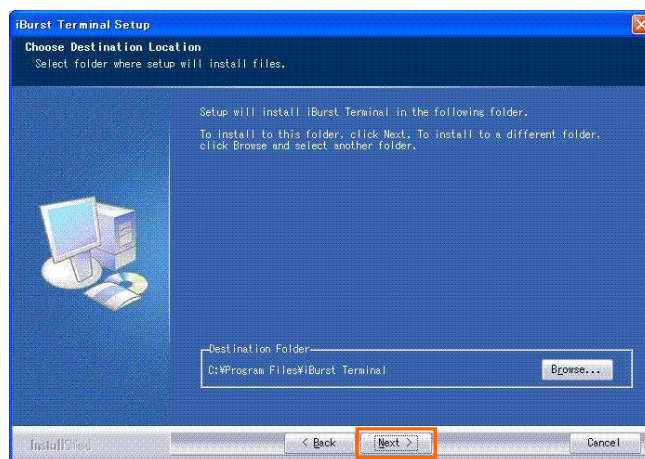 iBurst Terminal Setup
Choose Destination Location
Select folder where setup will install files.
Setup will install iBurst Terminal in the following folder.
To install to this folder, click Next. To install to a different folder,
click Browse and select another folder.
Destination Folder
C:¥Program Files¥iBurst Terminal
Browse...
InstallShield
< Back
Next >
Cancel